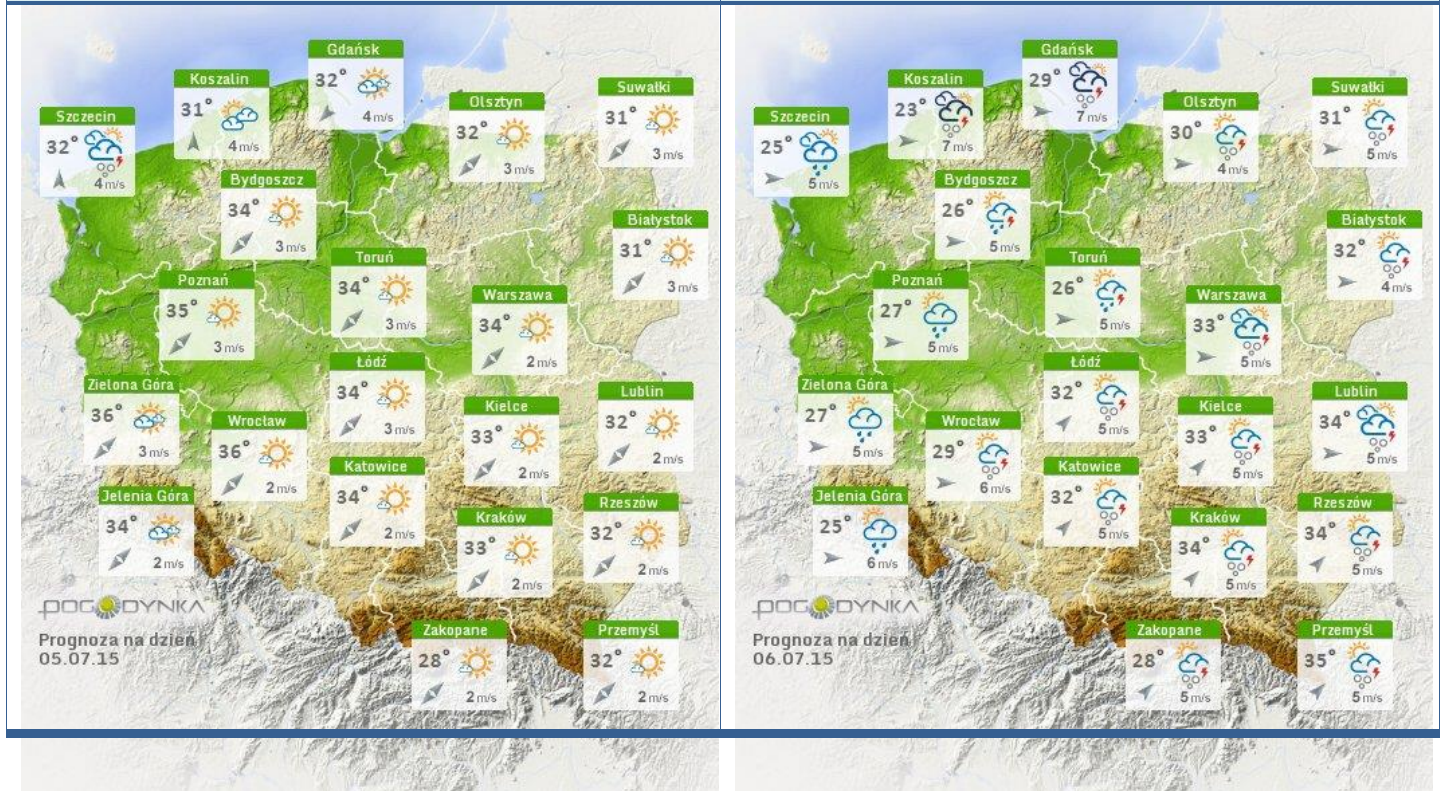 Gdańsk
32°
4 m/s
Koszalin
31°
4 m/s
Suwałki
31°
3 m/s
Olsztyn
32°
3 m/s
Szczecin
32°
4 m/s
Bydgoszcz
34°
3 m/s
Białystok
31°
3 m/s
Toruń
34°
3 m/s
Poznań
35°
3 m/s
Warszawa
34°
2 m/s
Łódź
34°
3 m/s
Zielona Góra
36°
3 m/s
Lublin
32°
2 m/s
Kielce
33°
2 m/s
Wrocław
36°
2 m/s
Katowice
34°
2 m/s
Jelenia Góra
34°
2 m/s
Rzeszów
32°
2 m/s
Kraków
33°
2 m/s
POGODYNKA
Prognoza na dzień
05.07.15
Zakopane
28°
2 m/s
Przemyśl
32°
2 m/s
Gdańsk
29°
7 m/s
Koszalin
23°
7 m/s
Suwałki
31°
5 m/s
Olsztyn
30°
4 m/s
Szczecin
25°
5 m/s
Bydgoszcz
26°
5 m/s
Białystok
32°
4 m/s
Toruń
26°
5 m/s
Poznań
27°
5 m/s
Warszawa
33°
5 m/s
Łódź
32°
5 m/s
Zielona Góra
27°
5 m/s
Lublin
34°
5 m/s
Kielce
33°
5 m/s
Wrocław
29°
6 m/s
Katowice
32°
5 m/s
Jelenia Góra
25°
6 m/s
Rzeszów
34°
5 m/s
Kraków
34°
5 m/s
POGODYNKA
Prognoza na dzień
06.07.15
Zakopane
28°
5 m/s
Przemyśl
35°
5 m/s